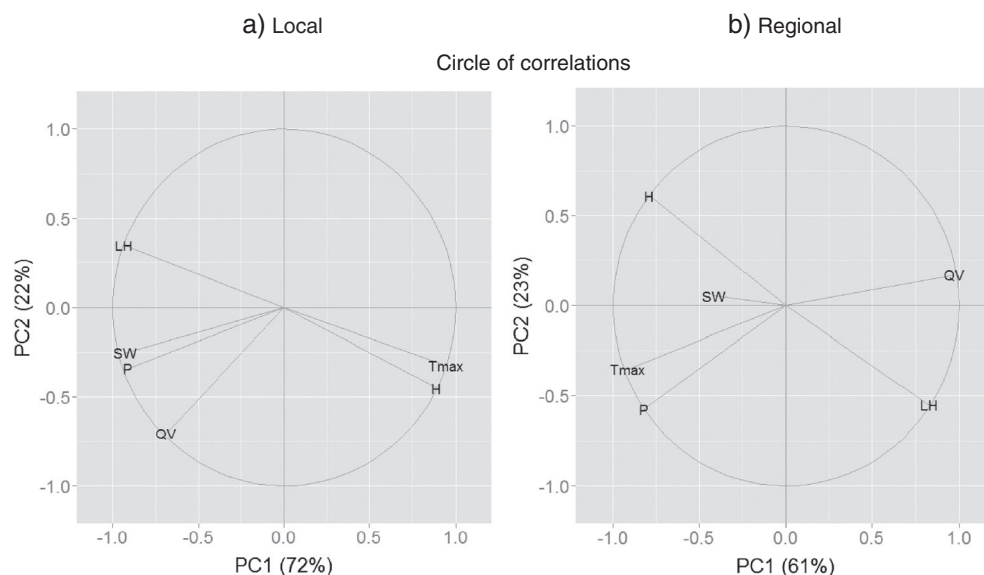 a) Local
b) Regional
Circle of correlations
1.0
0.5
0.0
-0.5
-1.0
PC2 (22%)
LH
SW
P
QV
Tmax
H
-1.0
-0.5
0.0
0.5
1.0
PC1 (72%)
1.0
0.5
0.0
-0.5
-1.0
PC2 (23%)
H
SW
QV
Tmax
P
LH
-1.0
-0.5
0.0
0.5
1.0
PC1 (61%)